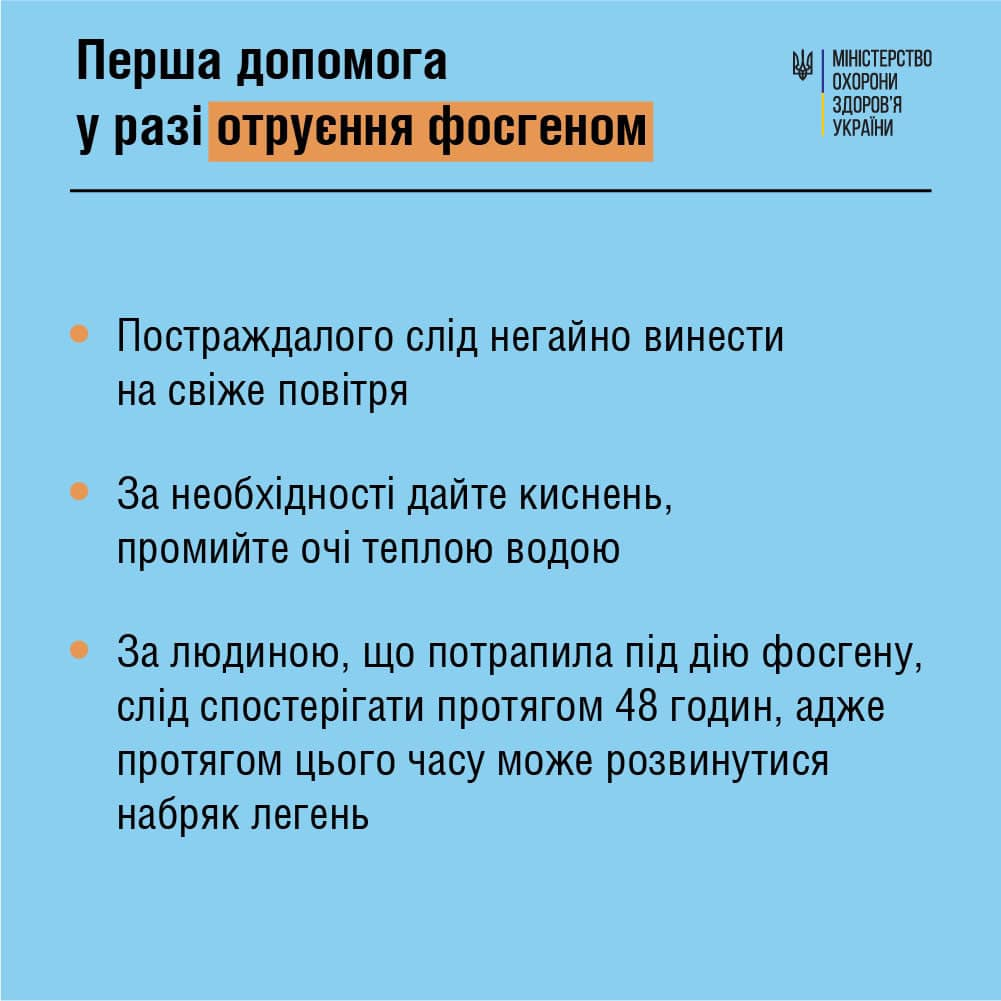 Перша допомога
у разі отруєння фосгеном
МІНІСТЕРСТВО
ОХОРОНИ
ЗДОРОВ'Я
УКРАЇНИ
Постраждалого слід негайно винести
на свіже повітря
За необхідності дайте киснень,
промийте очі теплою водою
За людиною, що потрапила під дію фосгену,
слід спостерігати протягом 48 годин, адже
протягом цього часу може розвинутися
набряк легень